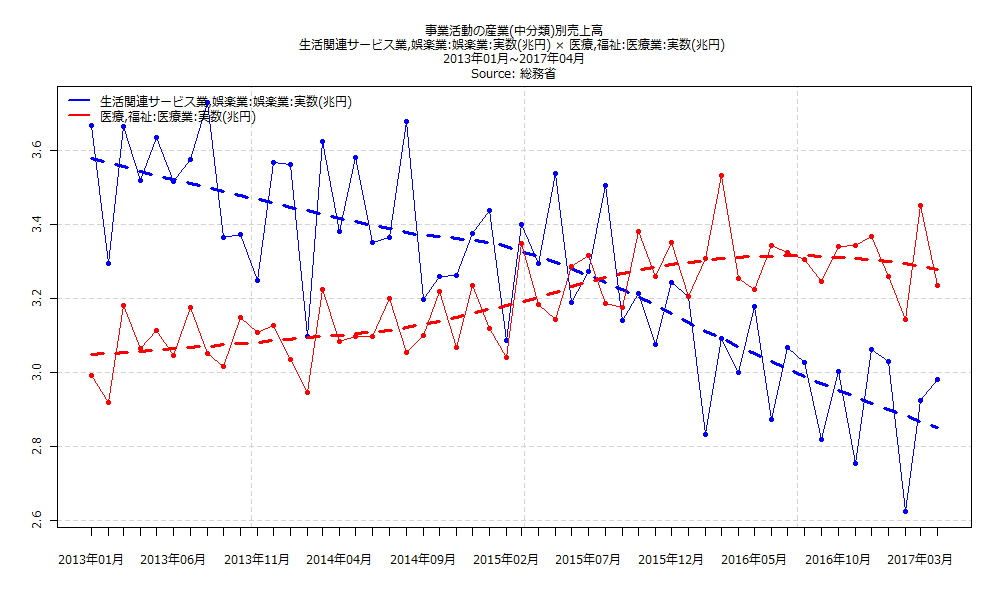 事業活動の産業(中分類)別売上高
生活関連サービス業,娯楽業:娯楽業:実数(兆円) × 医療,福祉:医療業:実数(兆円)
2013年01月~2017年04月
Source: 総務省
生活関連サービス業,娯楽業:娯楽業:実数(兆円)
医療,福祉:医療業:実数(兆円)
3.6
3.4
3.2
3.0
2.8
2.6
2013年01月 2013年06月 2013年11月 2014年04月 2014年09月 2015年02月 2015年07月 2015年12月 2016年05月 2016年10月 2017年03月